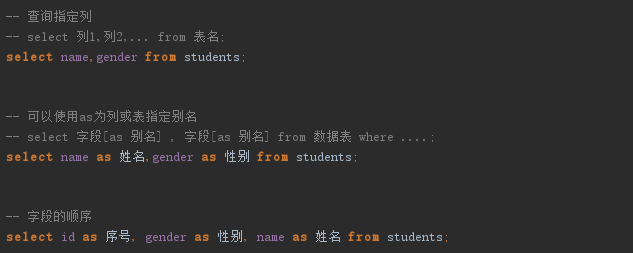 -- 查询指定列
-- select 列1,列2,... from 表名;
select name,gender from students;
-- 可以使用as为列或表指定别名
-- select 字段[as 别名] , 字段[as 别名] from 数据表 where ....;
select name as 姓名,gender as 性别 from students;
-- 字段的顺序
select id as 序号, gender as 性别, name as 姓名 from students;